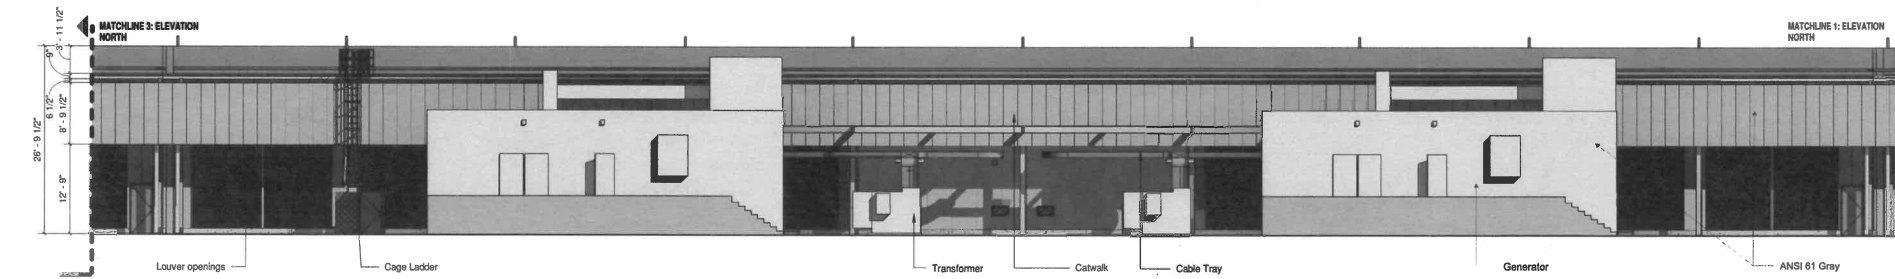 MATCHLINE 3: ELEVATION
NORTH
MATCHLINE 1: ELEVATION
NORTH
3' - 11 1/2"
9"
6 1/2"
8' - 9 1/2"
26' - 9 1/2"
12' - 9"
Louver openings
Cage Ladder
Transformer
Catwalk
Cable Tray
Generator
ANSI 61 Gray